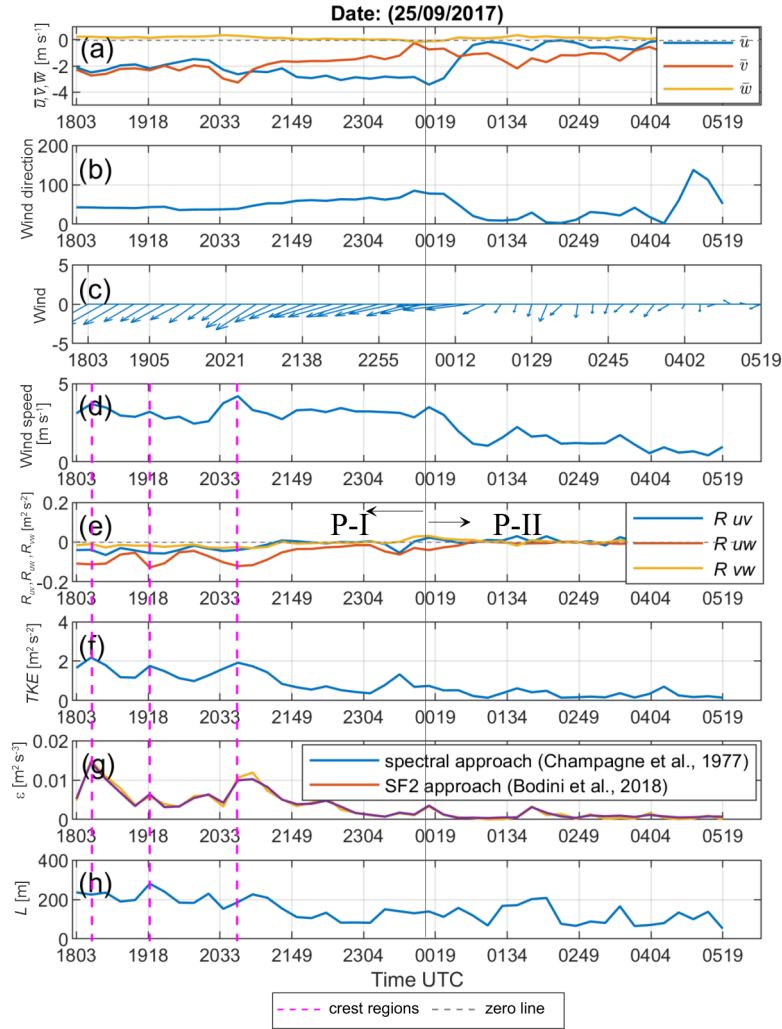 Date: (25/09/2017)
(a)
u̅,v̅,w̅ [m s⁻¹]
0
-2
-4
u̅
v̅
w̅
1803 1918 2033 2149 2304 0019 0134 0249 0404 0519
(b)
Wind direction
200
100
0
1803 1918 2033 2149 2304 0019 0134 0249 0404 0519
(c)
Wind
5
0
-5
1803 1905 2021 2138 2255 0012 0129 0245 0402 0519
(d)
Wind speed
[m s⁻¹]
5
0
1803 1918 2033 2149 2304 0019 0134 0249 0404 0519
(e)
R uv, R uw, R vw [m² s⁻²]
0.2
0
-0.2
P-I
P-II
R uv
R uw
R vw
1803 1918 2033 2149 2304 0019 0134 0249 0404 0519
(f)
TKE [m² s⁻²]
4
2
0
1803 1918 2033 2149 2304 0019 0134 0249 0404 0519
(g)
ε [m² s⁻³]
0.02
0.01
0
spectral approach (Champagne et al., 1977)
SF2 approach (Bodini et al., 2018)
1803 1918 2033 2149 2304 0019 0134 0249 0404 0519
(h)
L [m]
400
200
0
1803 1918 2033 2149 2304 0019 0134 0249 0404 0519
Time UTC
crest regions
zero line